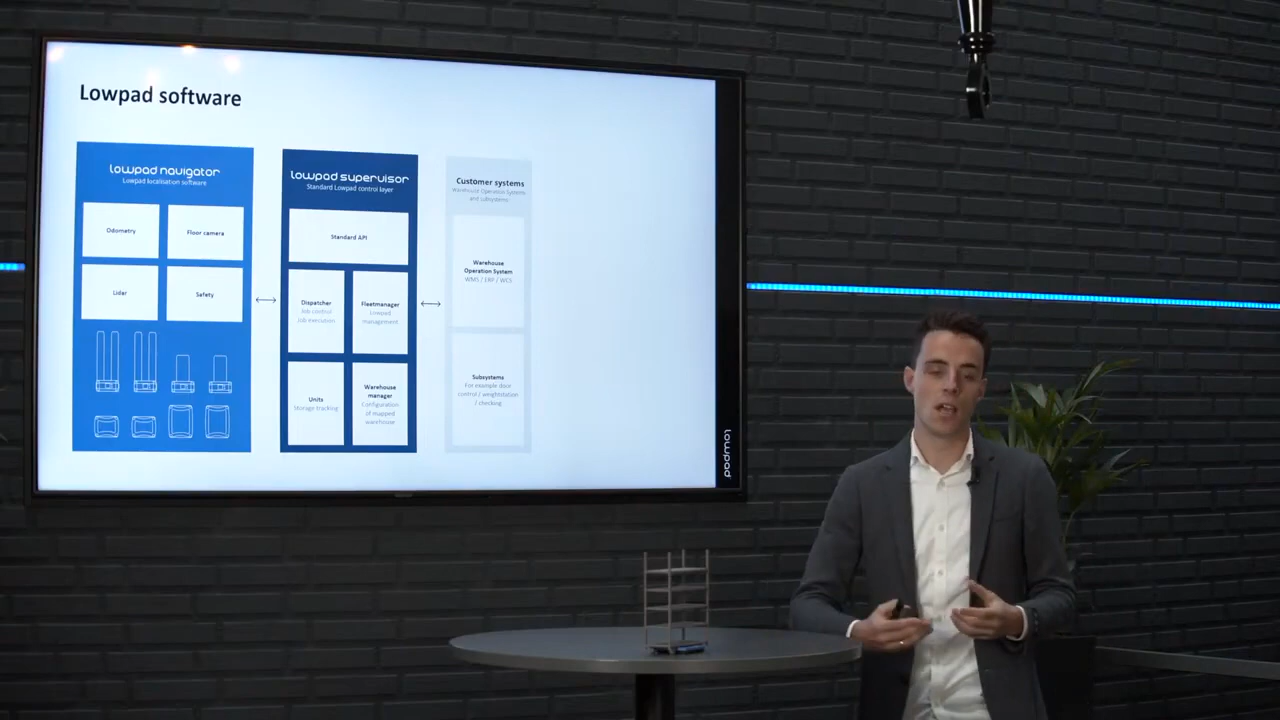 Lowpad software
lowpad navigator
Lowpad localisation software
Odometry
Floor camera
Lidar
Safety
lowpad supervisor
Standard Lowpad control layer
Standard API
Dispatcher
Job control
Job execution
Fleetmanager
Lowpad
management
Units
Storage tracking
Warehouse
manager
Configuration
of mapped
warehouse
Customer systems
Warehouse Operation Systems
and subsystems
Warehouse
Operation System
WMS / ERP / WCS
Subsystems
For example door
control / weighstation
/ checking
lowpad